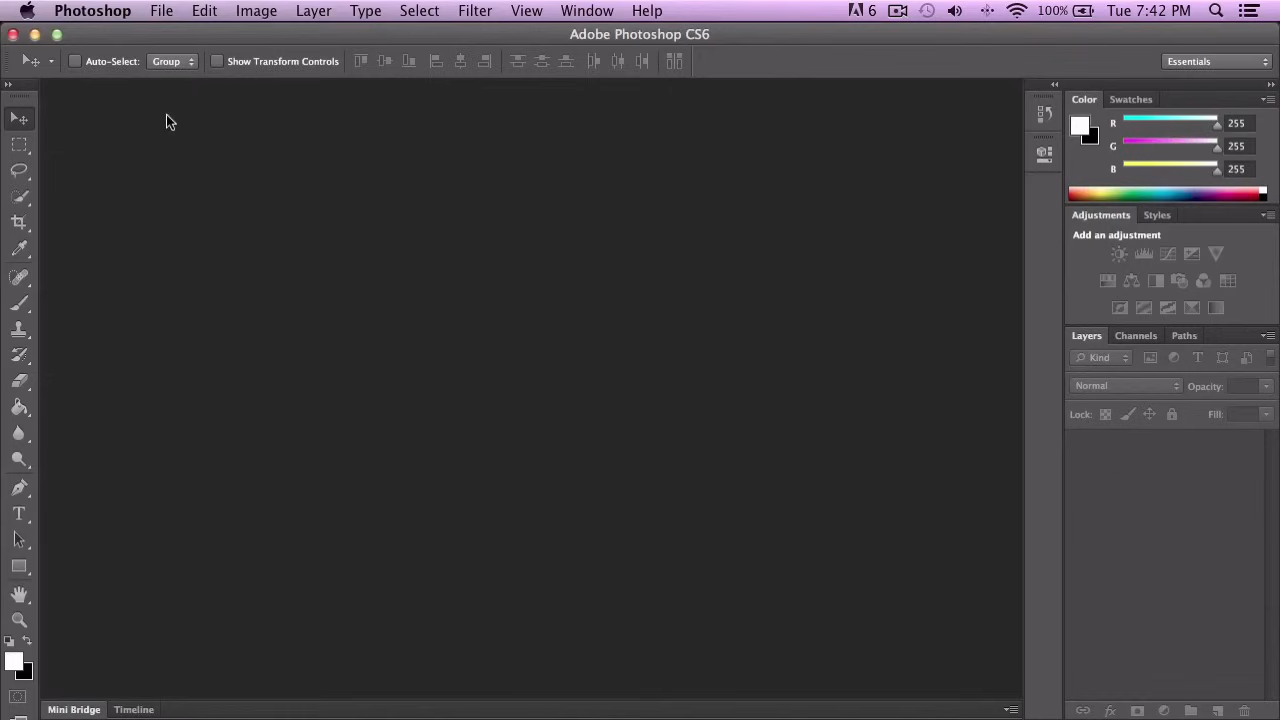 Photoshop File Edit Image Layer Type Select Filter View Window Help 6 100% Tue 7:42 PM
Adobe Photoshop CS6
Auto-Select: Group Show Transform Controls Essentials
Color Swatches
R 255
G 255
B 255
Adjustments Styles
Add an adjustment
Layers Channels Paths
Kind
Normal Opacity:
Lock: Fill:
Mini Bridge Timeline